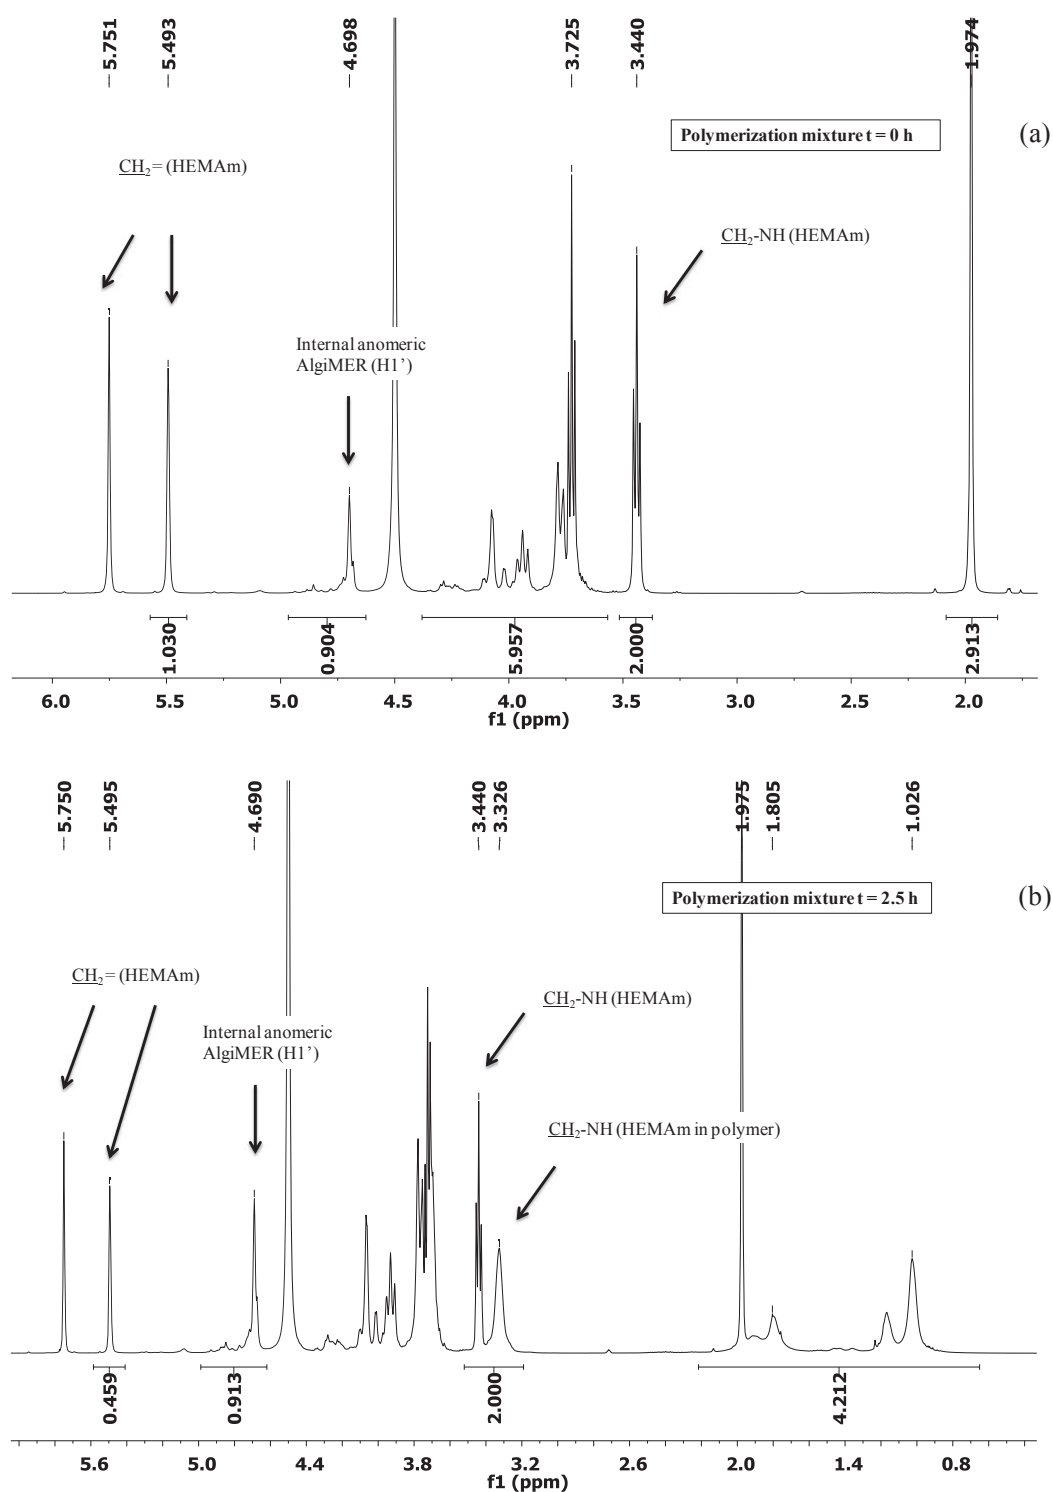 5.751
5.493
4.698
3.725
3.440
1.974
Polymerization mixture t = 0 h
(a)
CH2= (HEMAm)
CH2-NH (HEMAm)
Internal anomeric
AlgiMER (H1’)
1.030
0.904
5.957
2.000
2.913
6.0 5.5 5.0 4.5 4.0 3.5 3.0 2.5 2.0
f1 (ppm)
5.750
5.495
4.690
3.440
3.326
1.975
1.805
1.026
Polymerization mixture t = 2.5 h
(b)
CH2= (HEMAm)
CH2-NH (HEMAm)
Internal anomeric
AlgiMER (H1’)
CH2-NH (HEMAm in polymer)
0.459
0.913
2.000
4.212
5.6 5.0 4.4 3.8 3.2 2.6 2.0 1.4 0.8
f1 (ppm)